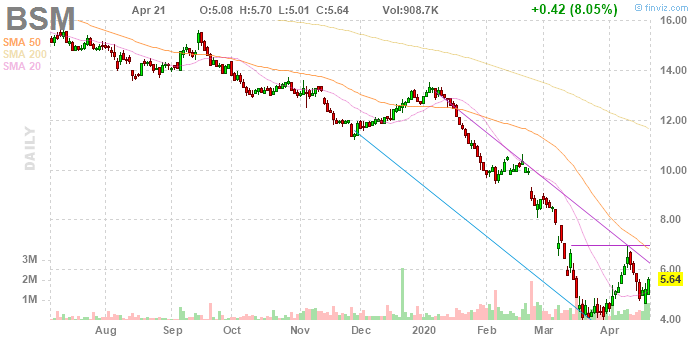 BSM Apr 21 O:5.08 H:5.70 L:5.01 C:5.64 Vol:908.7K +0.42 (8.05%) © finviz.com
SMA 50
SMA 200
SMA 20
DAILY
16.00
14.00
12.00
10.00
8.00
6.00
5.64
4.00
3M
2M
1M
Aug Sep Oct Nov Dec 2020 Feb Mar Apr